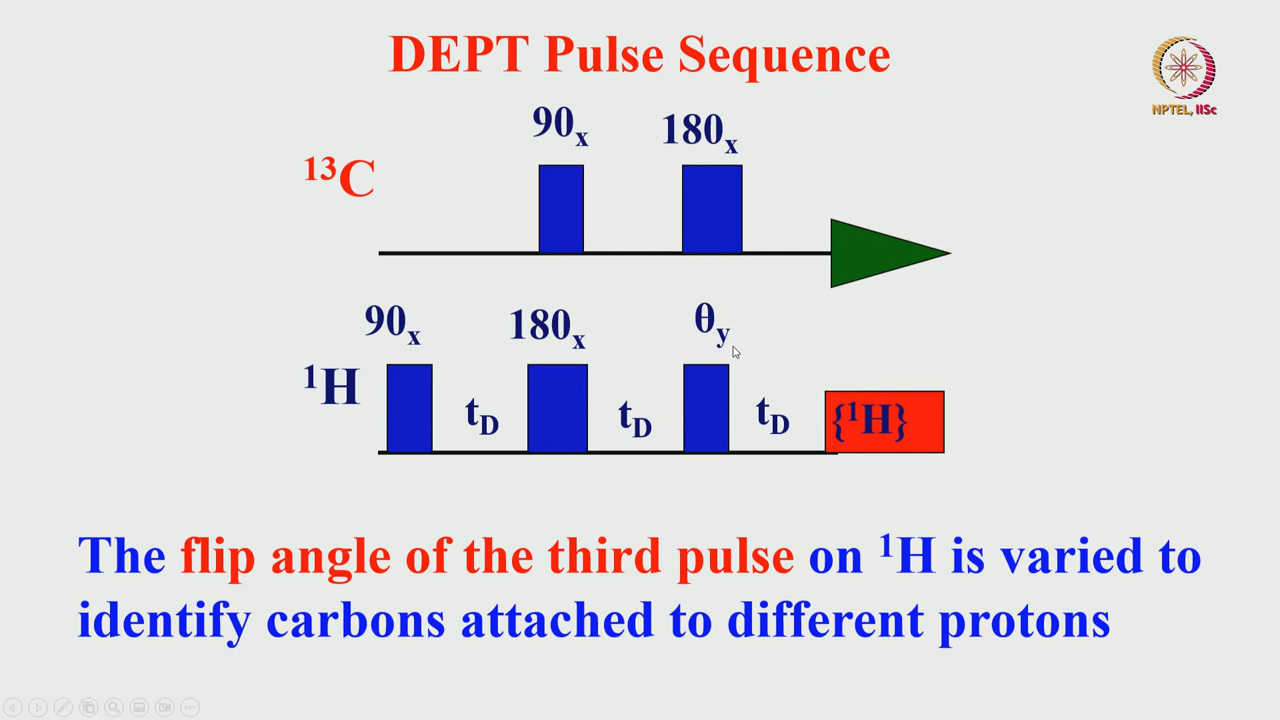 DEPT Pulse Sequence
NPTEL, IISc
90x 180x
¹³C
90x 180x θy
¹H
tD tD tD {¹H}
The flip angle of the third pulse on ¹H is varied to
identify carbons attached to different protons